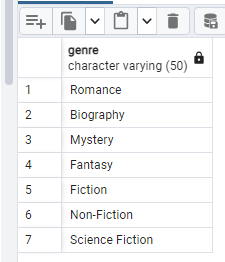 genre
character varying (50)
1 Romance
2 Biography
3 Mystery
4 Fantasy
5 Fiction
6 Non-Fiction
7 Science Fiction